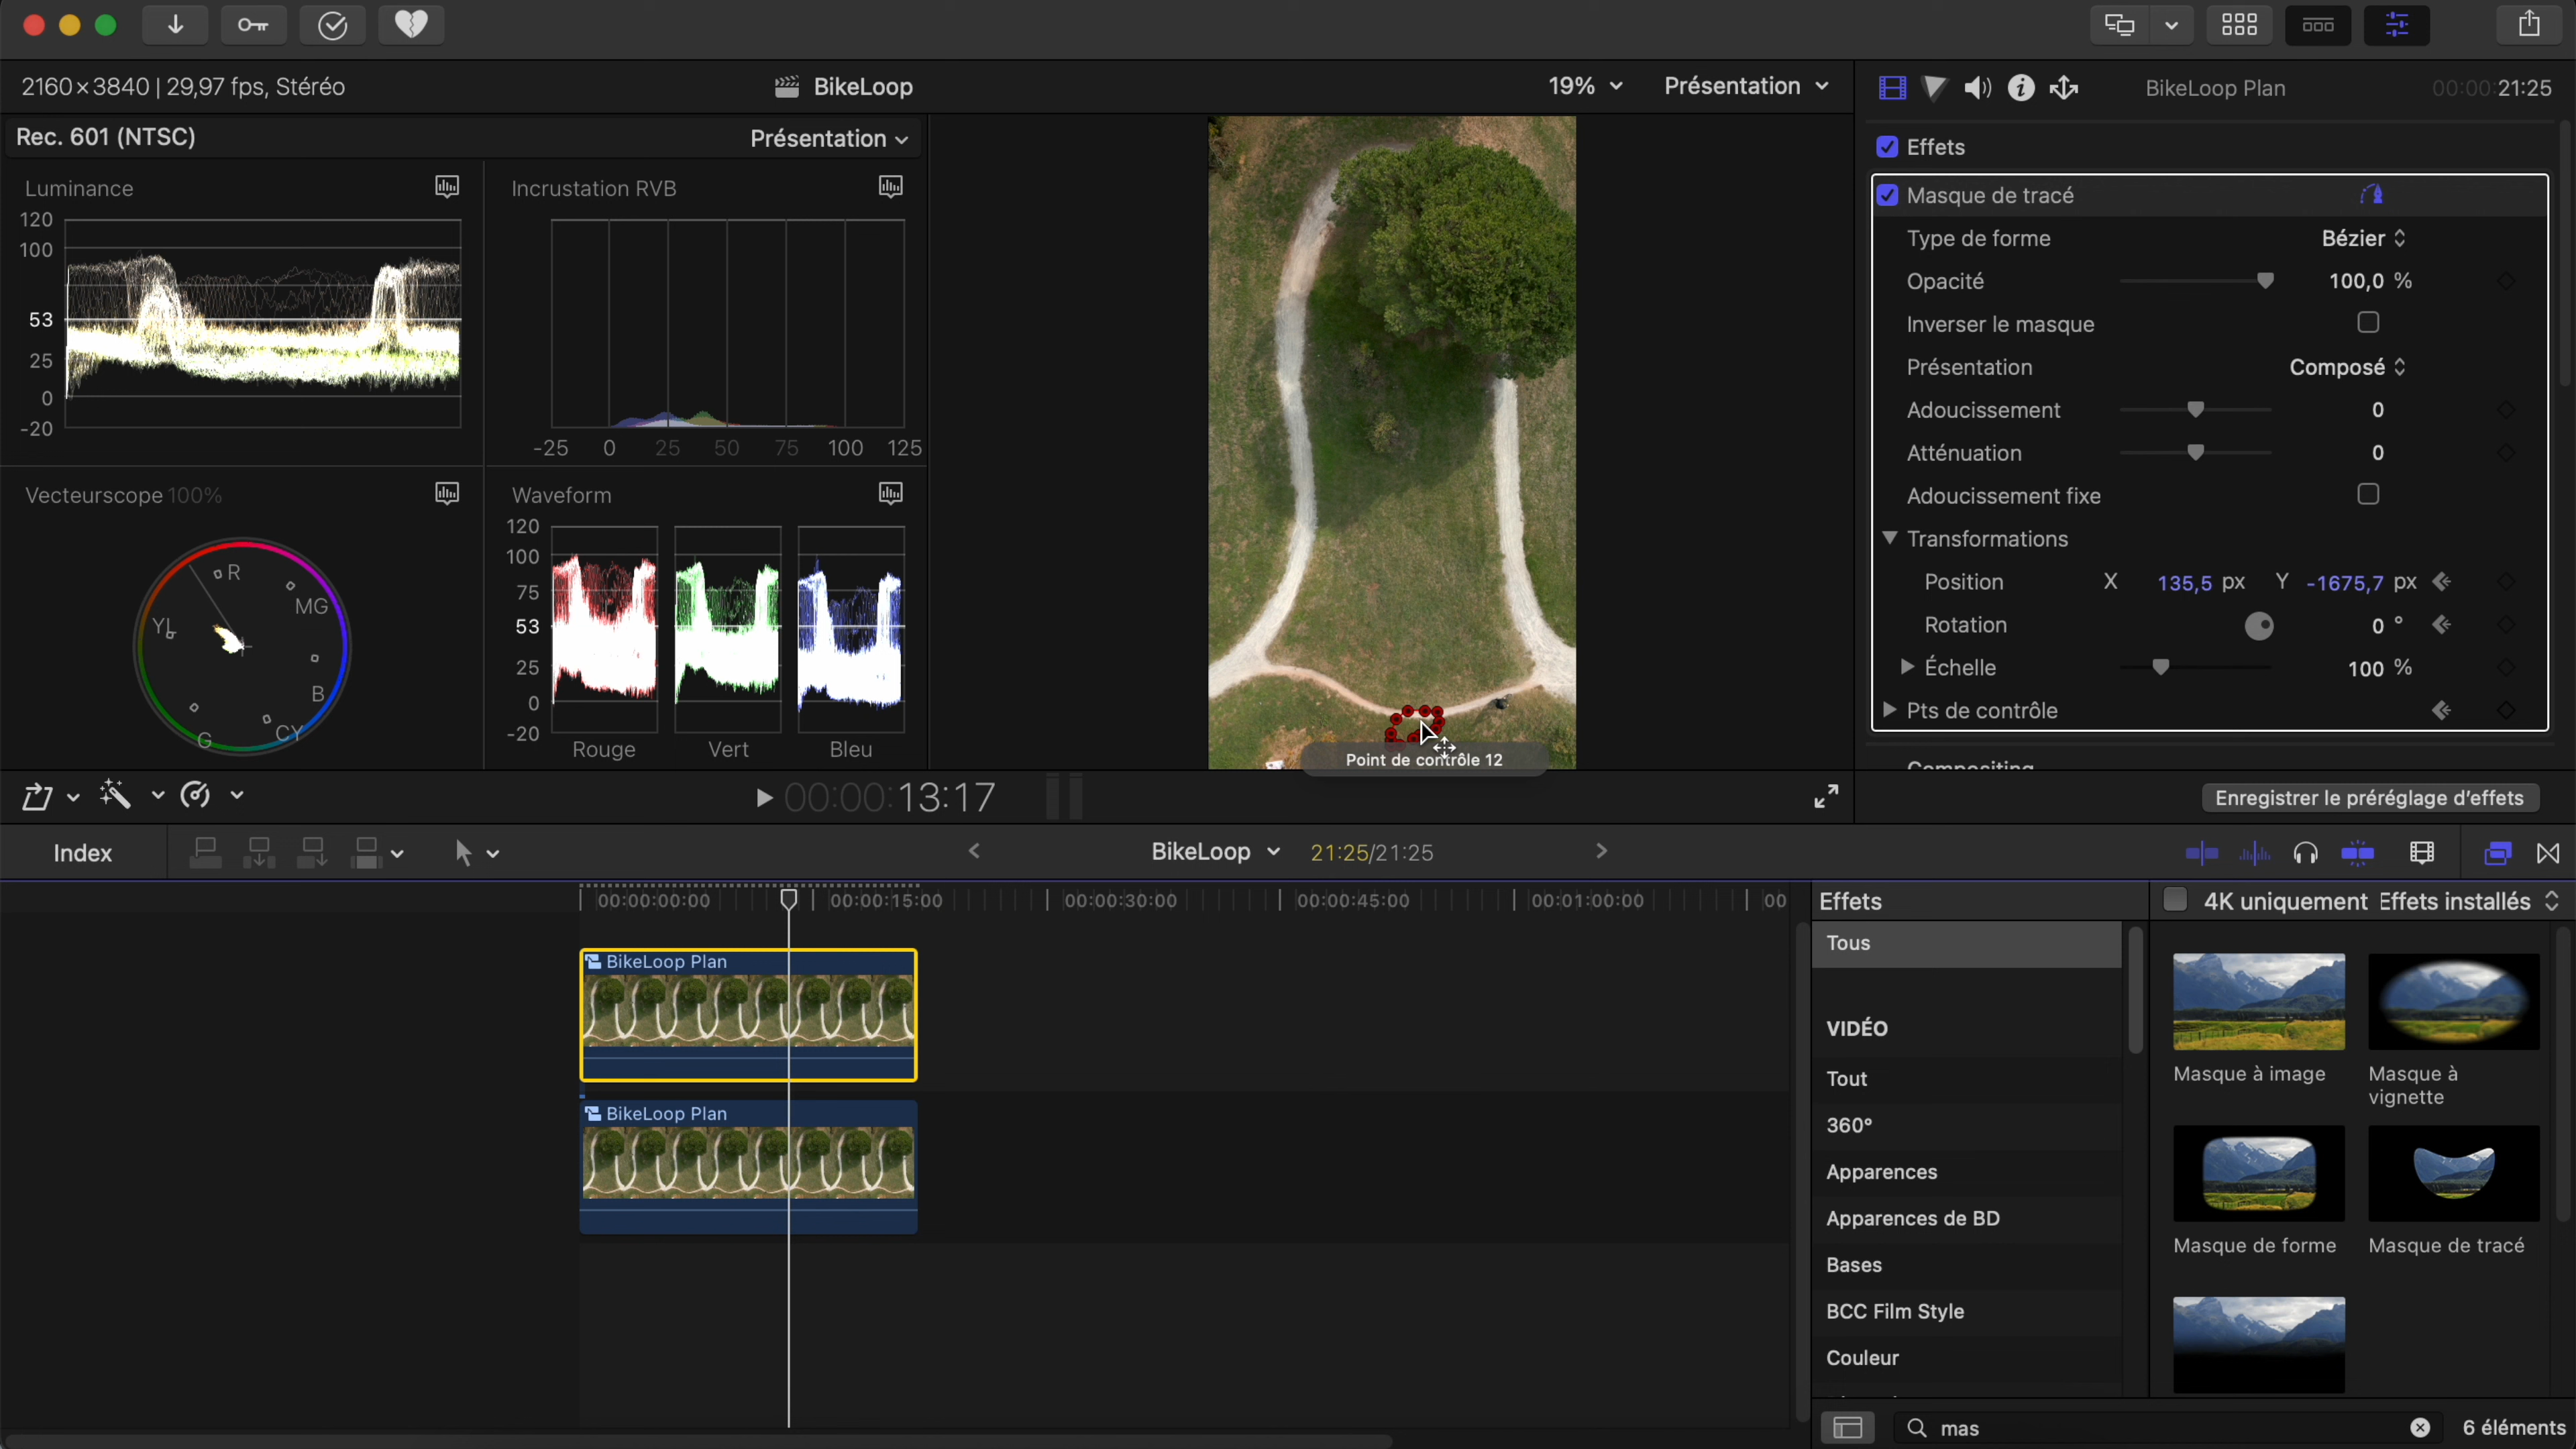 2160×3840 | 29,97 fps, Stéréo
BikeLoop
19%
Présentation
BikeLoop Plan
00:00:21:25
Rec. 601 (NTSC)
Présentation
Luminance
120
100
53
25
0
-20
Incrustation RVB
-25 0 25 50 75 100 125
Vecteurscope 100%
R
MG
B
CY
G
YL
Waveform
120
100
75
53
25
0
-20
Rouge Vert Bleu
Point de contrôle 12
Effets
Masque de tracé
Type de forme Bézier
Opacité 100,0 %
Inverser le masque
Présentation Composé
Adoucissement 0
Atténuation 0
Adoucissement fixe
Transformations
Position X 135,5 px Y -1675,7 px
Rotation 0 °
Échelle 100 %
Pts de contrôle
Compositing
00:00:13:17
Enregistrer le préréglage d'effets
Index
BikeLoop
21:25/21:25
00:00:00:00 00:00:15:00 00:00:30:00 00:00:45:00 00:01:00:00 00
BikeLoop Plan
BikeLoop Plan
Effets
4K uniquement
Effets installés
Tous
VIDÉO
Tout
360°
Apparences
Apparences de BD
Bases
BCC Film Style
Couleur
Masque à image
Masque à
vignette
Masque de forme
Masque de tracé
mas
6 éléments